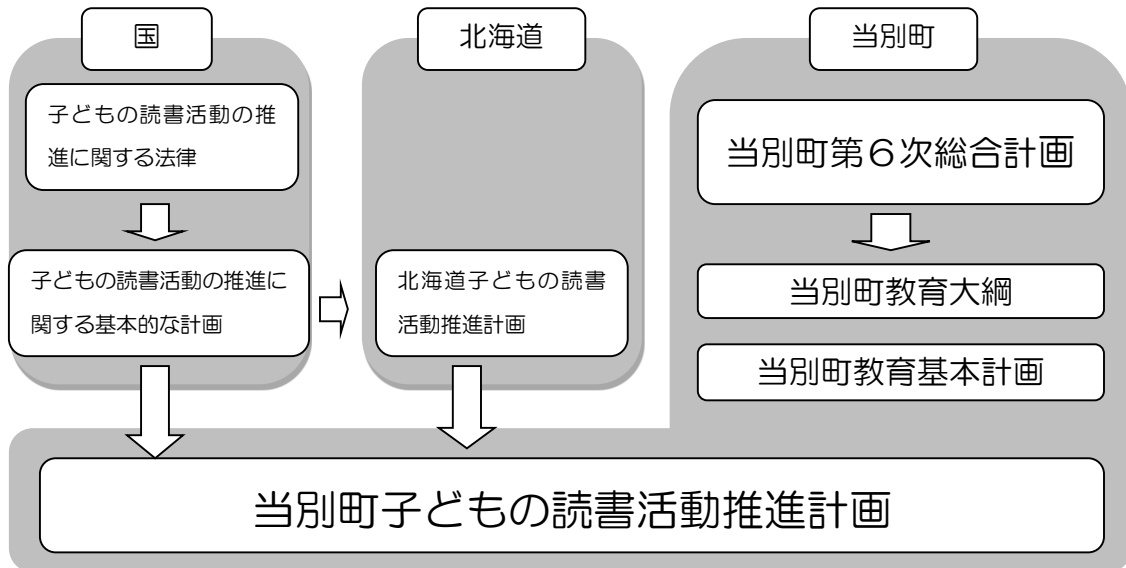 国
子どもの読書活動の推
進に関する法律
子どもの読書活動の推進に
関する基本的な計画
北海道
北海道子どもの読書
活動推進計画
当別町
当別町第６次総合計画
当別町教育大綱
当別町教育基本計画
当別町子どもの読書活動推進計画